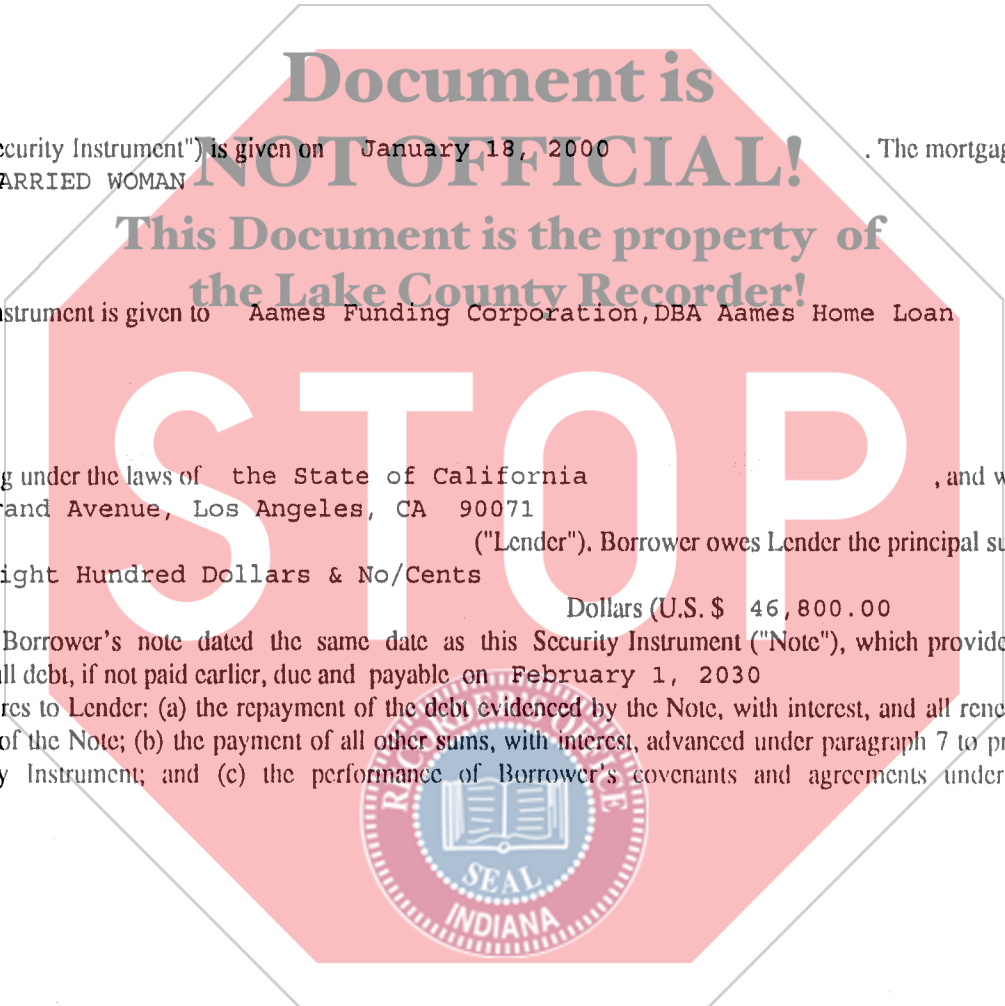 Document is
ecurity Instrument") is given on January 18, 2000 . The mortgag
NOT OFFICIAL!
ARRIED WOMAN
This Document is the property of
the Lake County Recorder!
strument is given to Aames Funding Corporation,DBA Aames Home Loan
STOP
g under the laws of the State of California , and w
rand Avenue, Los Angeles, CA 90071
("Lender"). Borrower owes Lender the principal su
ight Hundred Dollars & No/Cents
Dollars (U.S. $ 46,800.00
Borrower's note dated the same date as this Security Instrument ("Note"), which provide
ll debt, if not paid earlier, due and payable on February 1, 2030
res to Lender: (a) the repayment of the debt evidenced by the Note, with interest, and all rene
of the Note; (b) the payment of all other sums, with interest, advanced under paragraph 7 to pr
y Instrument; and (c) the performance of Borrower's covenants and agreements under
SEAL
INDIANA